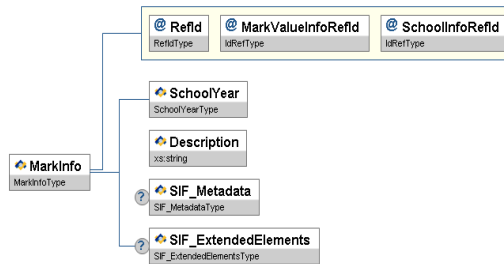 @ RefId
RefIdType
@ MarkValueInfoRefId
IdRefType
@ SchoolInfoRefId
IdRefType
SchoolYear
SchoolYearType
Description
xs:string
MarkInfo
MarkInfoType
? SIF_Metadata
SIF_MetadataType
? SIF_ExtendedElements
SIF_ExtendedElementsType